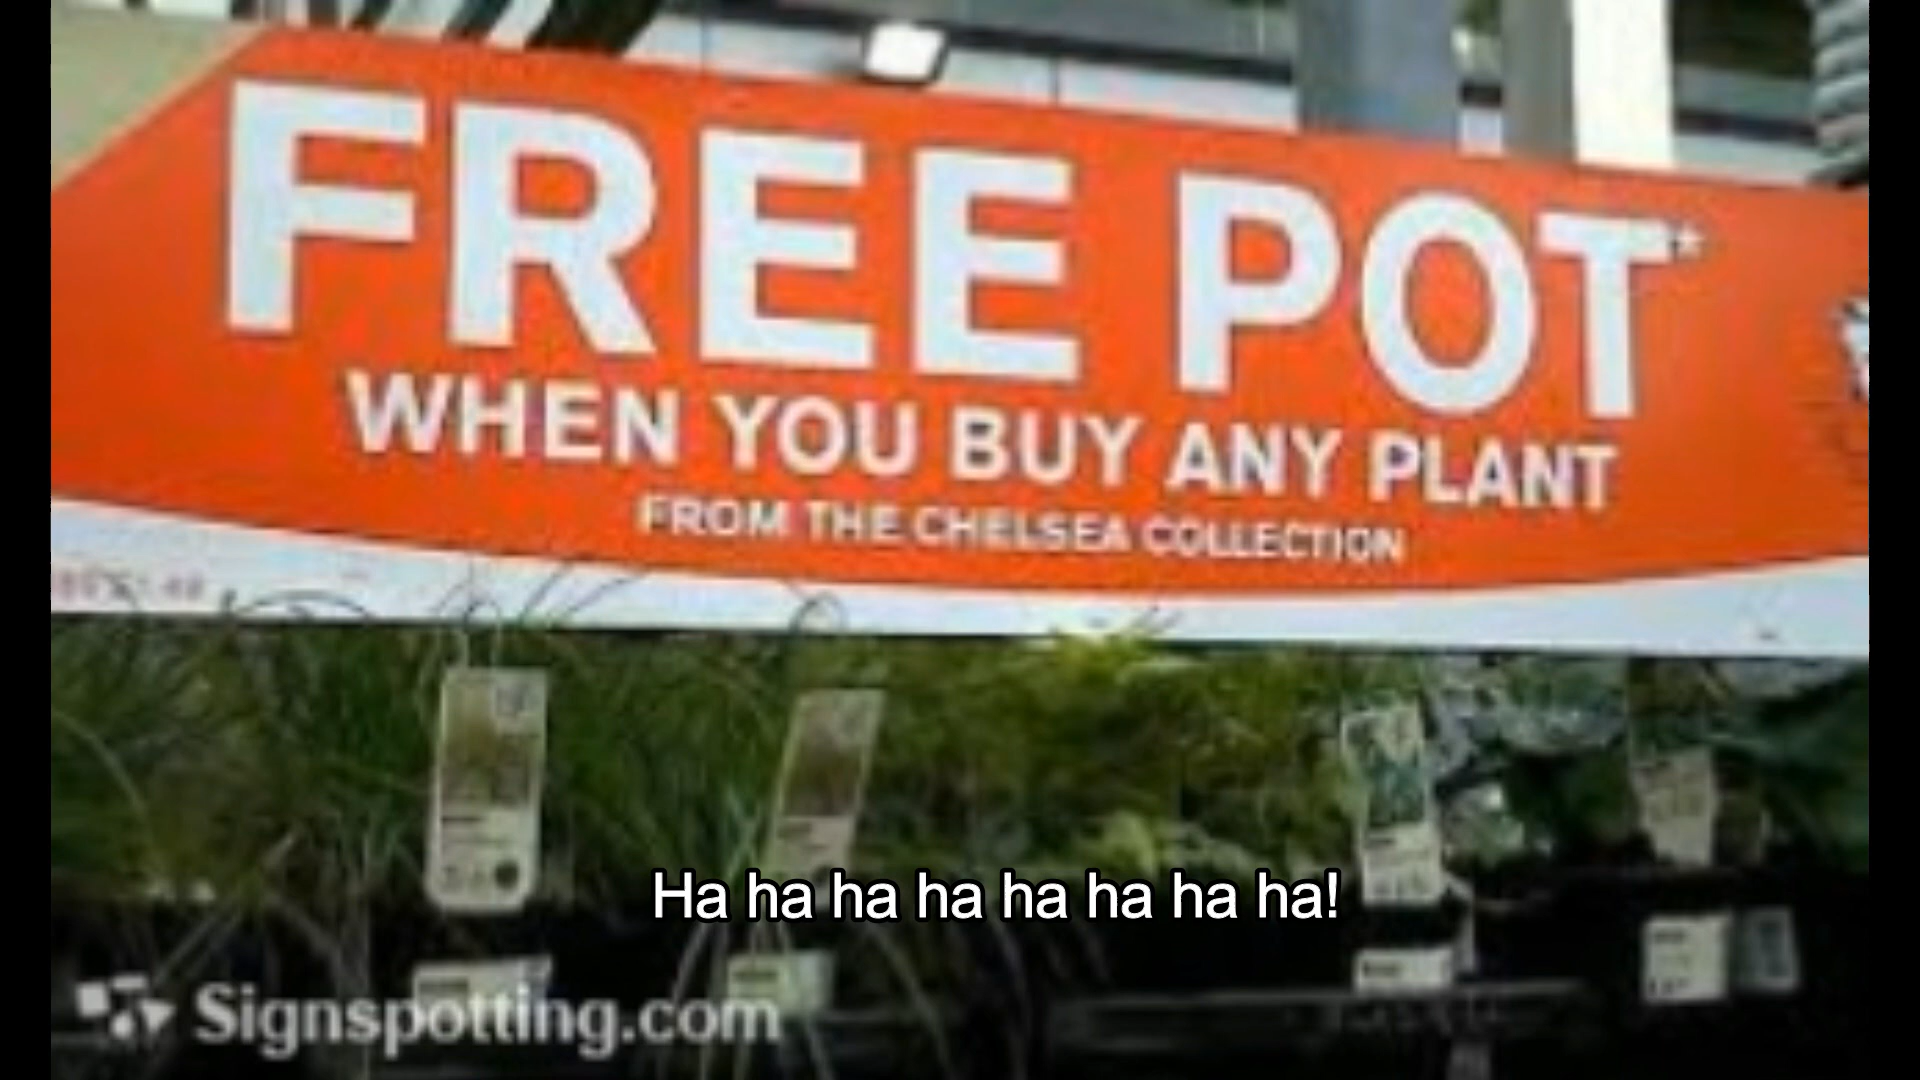 FREE POT*
WHEN YOU BUY ANY PLANT
FROM THE CHELSEA COLLECTION
Ha ha ha ha ha ha ha ha!
Signspotting.com